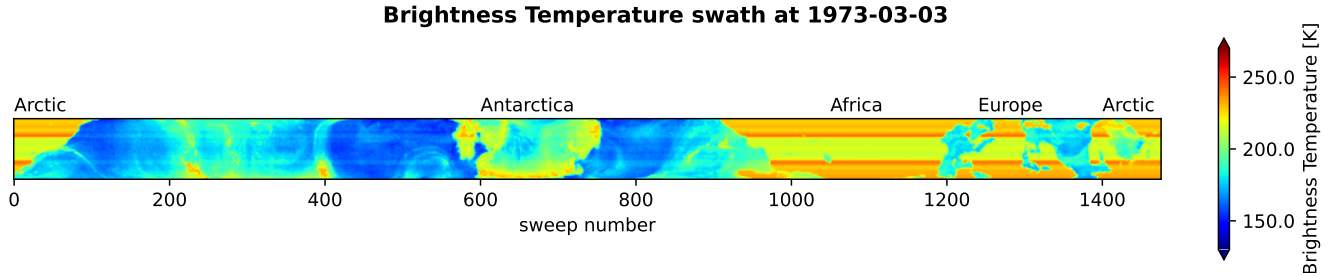 Brightness Temperature swath at 1973-03-03
Arctic Antarctica Africa Europe Arctic
0 200 400 600 800 1000 1200 1400
sweep number
250.0
200.0
150.0
Brightness Temperature [K]